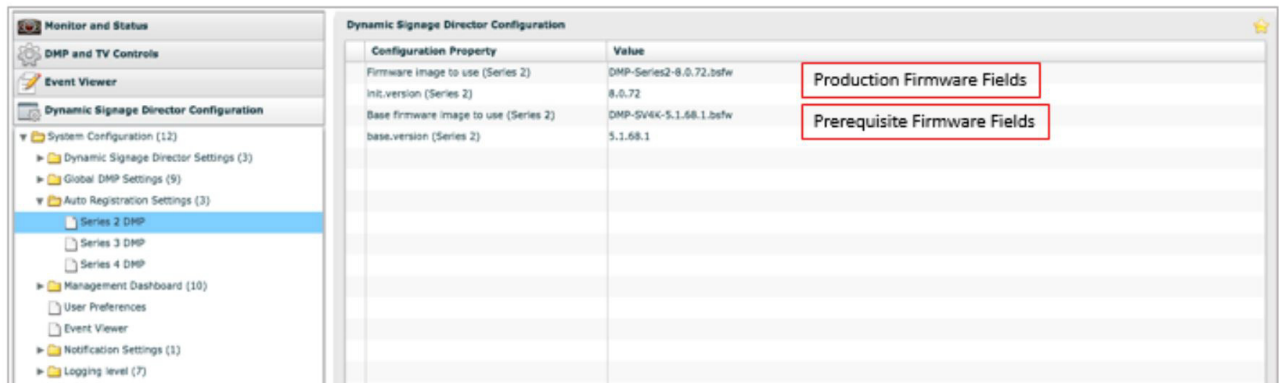 Monitor and Status
DMP and TV Controls
Event Viewer
Dynamic Signage Director Configuration
System Configuration (12)
Dynamic Signage Director Settings (3)
Global DMP Settings (9)
Auto Registration Settings (3)
Series 2 DMP
Series 3 DMP
Series 4 DMP
Management Dashboard (10)
User Preferences
Event Viewer
Notification Settings (1)
Logging level (7)
Dynamic Signage Director Configuration
Configuration Property Value
Firmware image to use (Series 2) DMP-Series2-8.0.72.bsfw
init.version (Series 2) 8.0.72
Production Firmware Fields
Base firmware image to use (Series 2) DMP-SV4K-5.1.68.1.bsfw
base.version (Series 2) 5.1.68.1
Prerequisite Firmware Fields